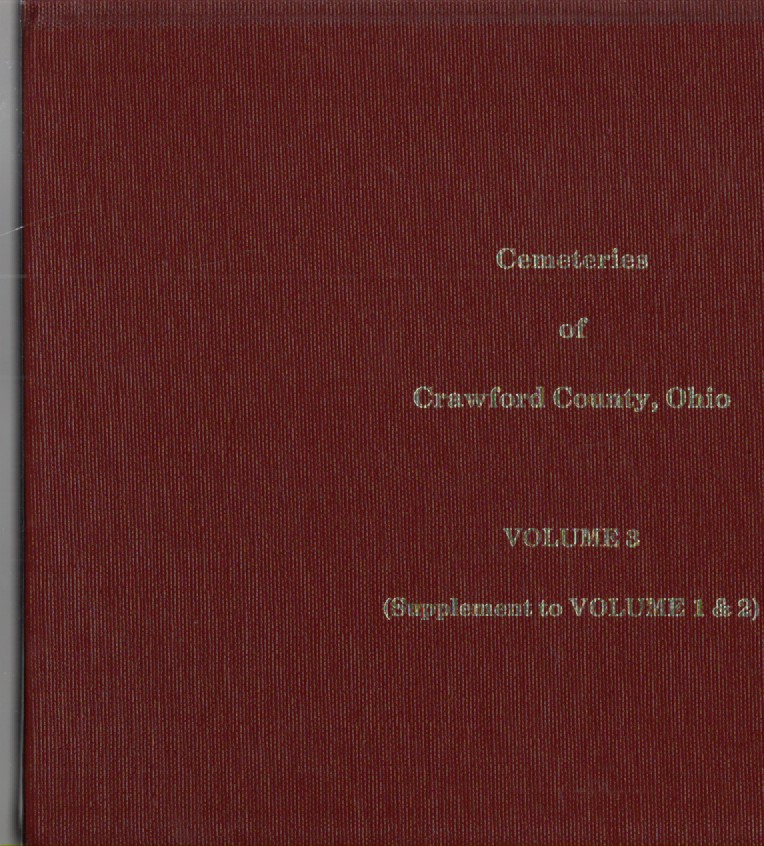 Cemeteries
of
Crawford County, Ohio
VOLUME 3
(Supplement to VOLUME 1 & 2)